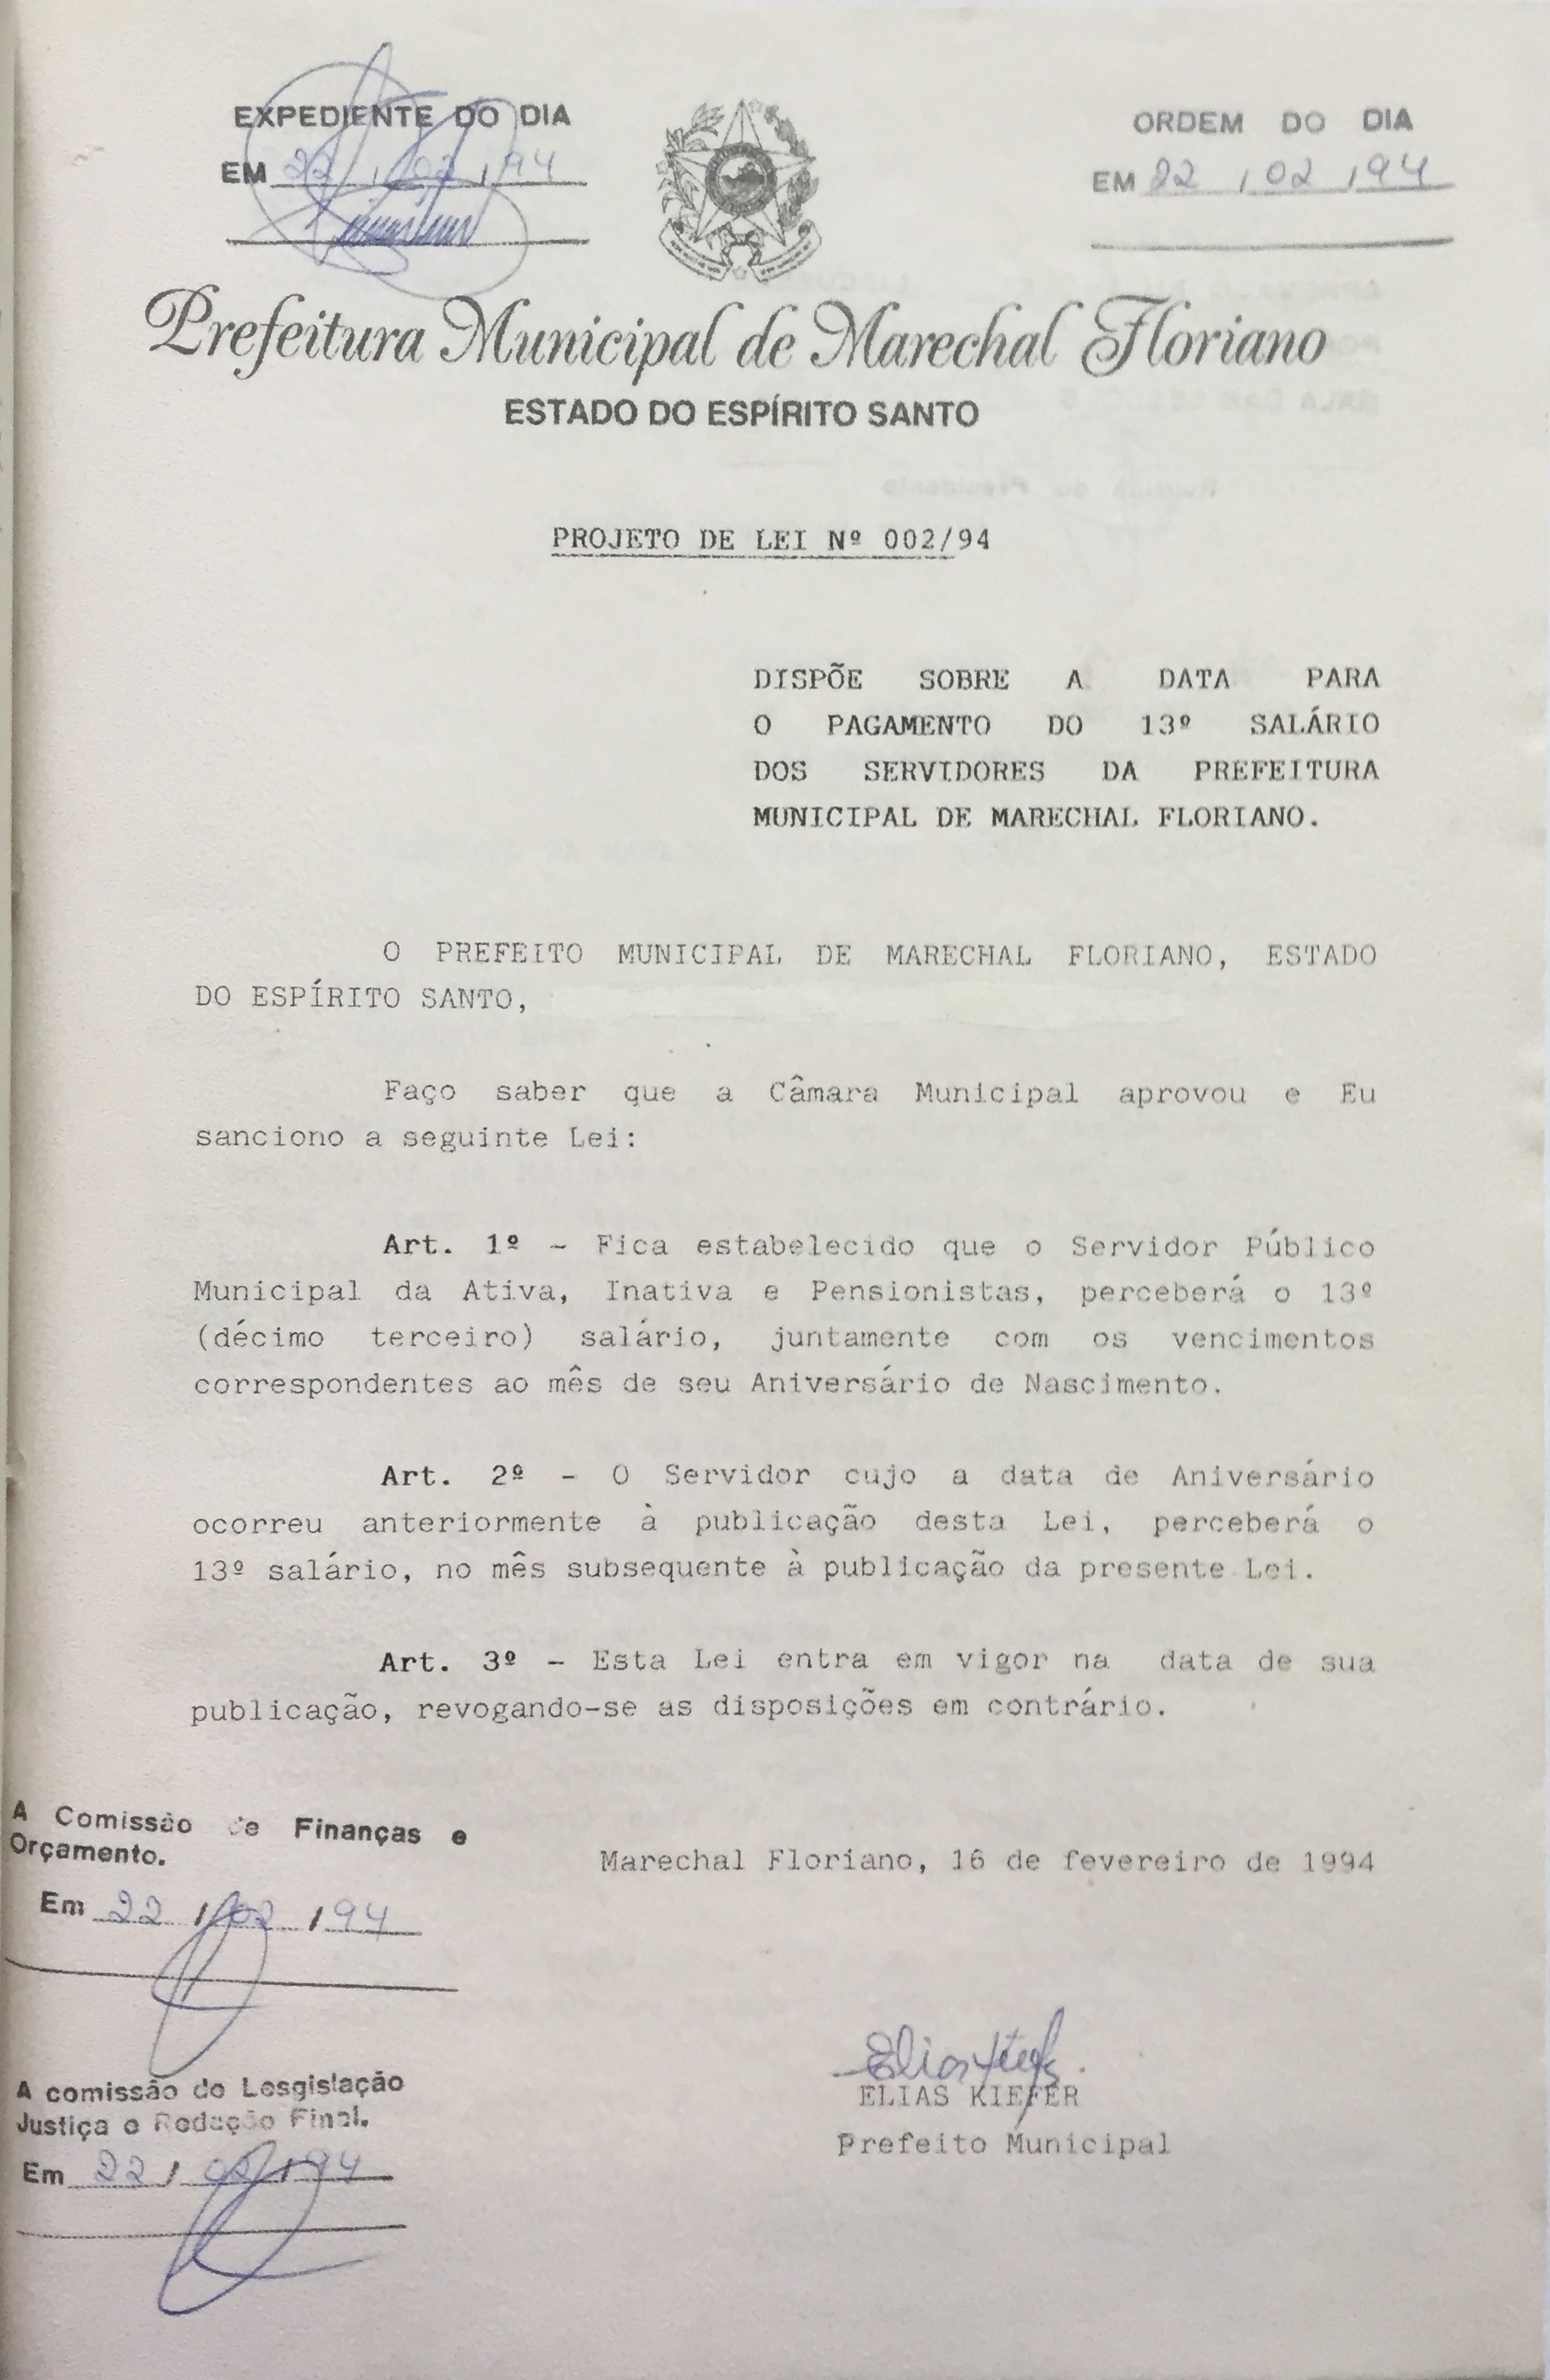 EXPEDIENTE DO DIA
EM 22 / 02 / 94
ORDEM DO DIA
EM 22 / 02 / 94
Prefeitura Municipal de Marechal Floriano
ESTADO DO ESPÍRITO SANTO
PROJETO DE LEI Nº 002/94
DISPÕE SOBRE A DATA PARA
O PAGAMENTO DO 13º SALÁRIO
DOS SERVIDORES DA PREFEITURA
MUNICIPAL DE MARECHAL FLORIANO.
O PREFEITO MUNICIPAL DE MARECHAL FLORIANO, ESTADO
DO ESPÍRITO SANTO,
Faço saber que a Câmara Municipal aprovou e Eu
sanciono a seguinte Lei:
Art. 1º - Fica estabelecido que o Servidor Público
Municipal da Ativa, Inativa e Pensionistas, perceberá o 13º
(décimo terceiro) salário, juntamente com os vencimentos
correspondentes ao mês de seu Aniversário de Nascimento.
Art. 2º - O Servidor cujo a data de Aniversário
ocorreu anteriormente à publicação desta Lei, perceberá o
13º salário, no mês subsequente à publicação da presente Lei.
Art. 3º - Esta Lei entra em vigor na data de sua
publicação, revogando-se as disposições em contrário.
A Comissão de Finanças e
Orçamento.
Em 22 / 02 / 94
Marechal Floriano, 16 de fevereiro de 1994
Elias Kiefer
ELIAS KIEFER
Prefeito Municipal
A comissão do Lesgislação
Justiça e Redação Final.
Em 22 / 02 / 94